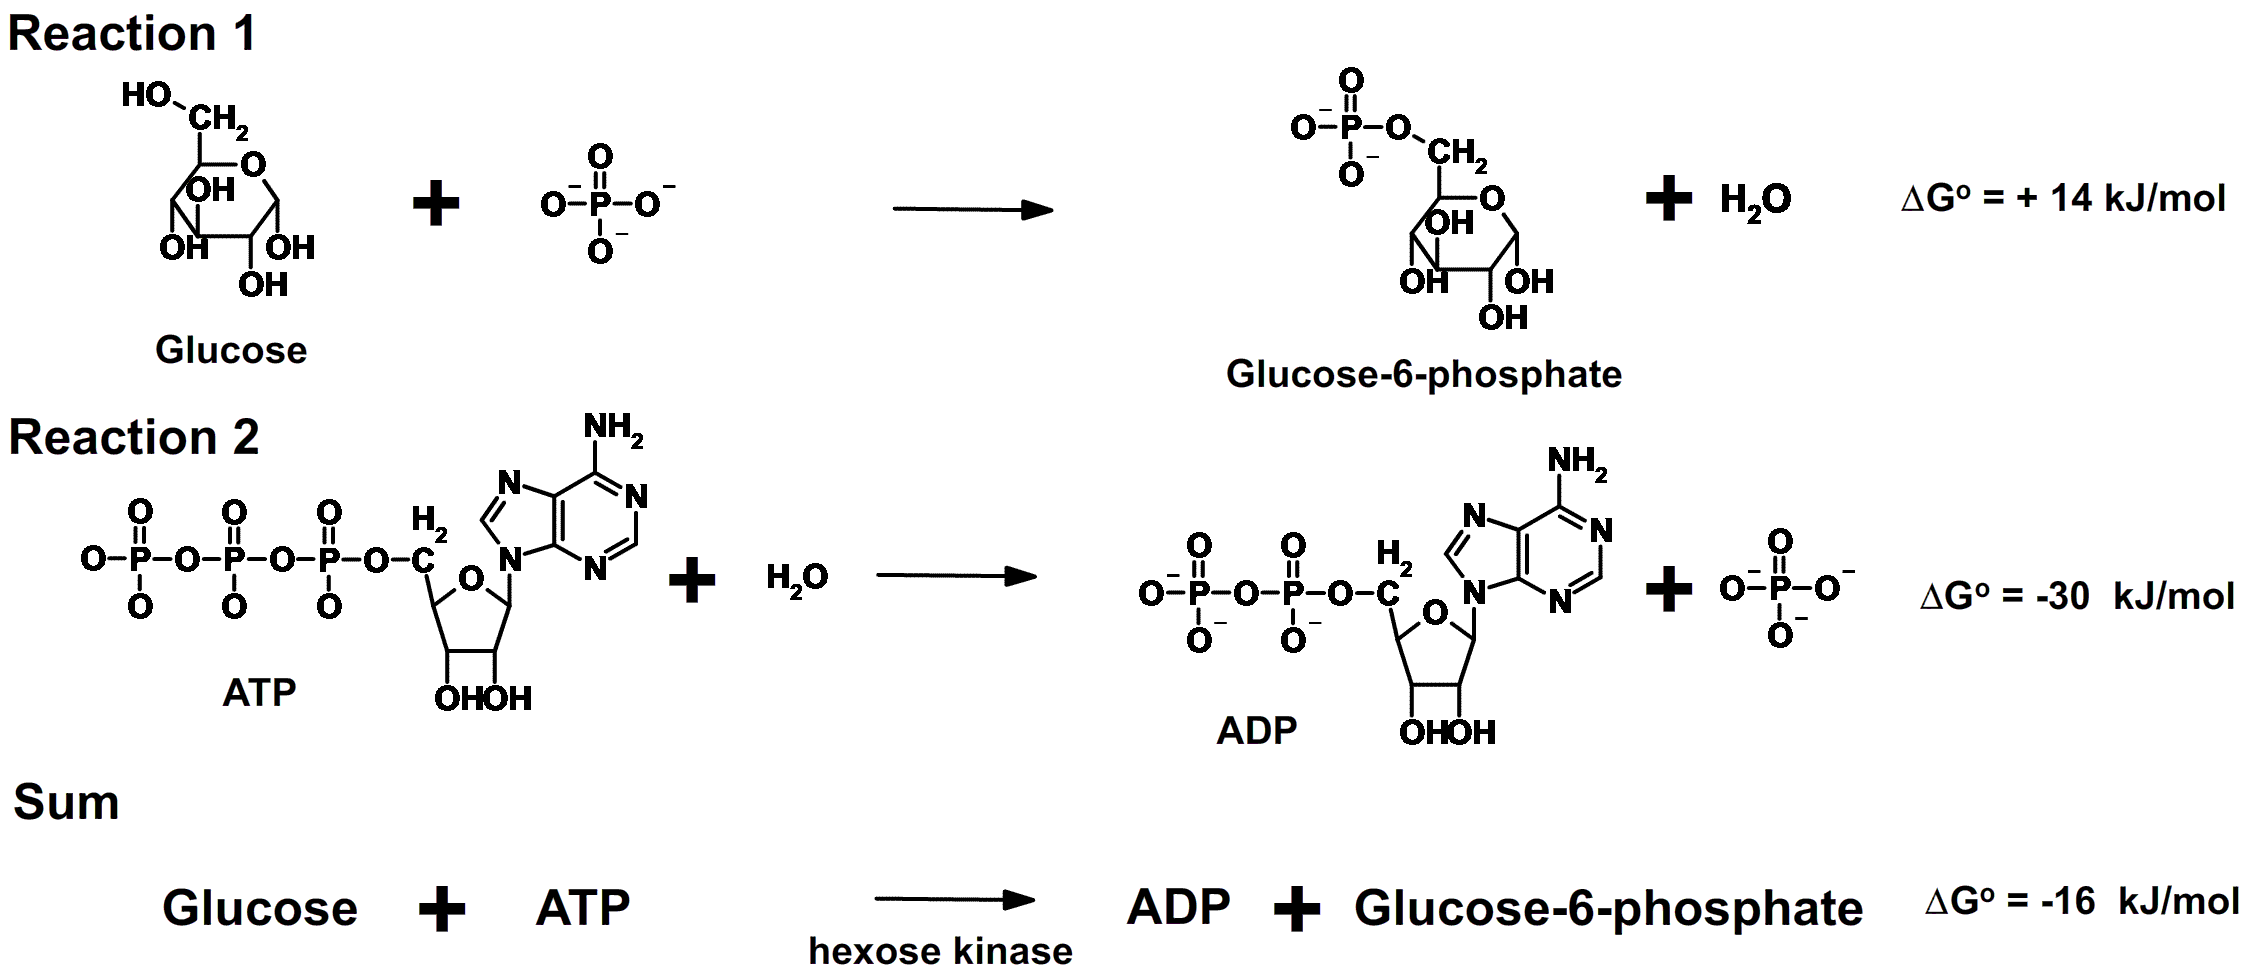 Reaction 1
HO
CH2
O
OH
OH
OH
OH
Glucose
+
O
O⁻
P
O⁻
O⁻
O
O⁻
P
O
O⁻
CH2
O
OH
OH
OH
OH
Glucose-6-phosphate
+ H2O
ΔGº = + 14 kJ/mol
Reaction 2
NH2
N
N
N
N
O O O H2
O P O P O P O C
O O O
O
OHOH
ATP
+ H2O
NH2
N
N
N
N
O O H2
O⁻ P O P O C
O⁻ O⁻
O
OHOH
ADP
+
O
O⁻ P O⁻
O⁻
ΔGº = -30 kJ/mol
Sum
Glucose + ATP
hexose kinase
ADP + Glucose-6-phosphate
ΔGº = -16 kJ/mol